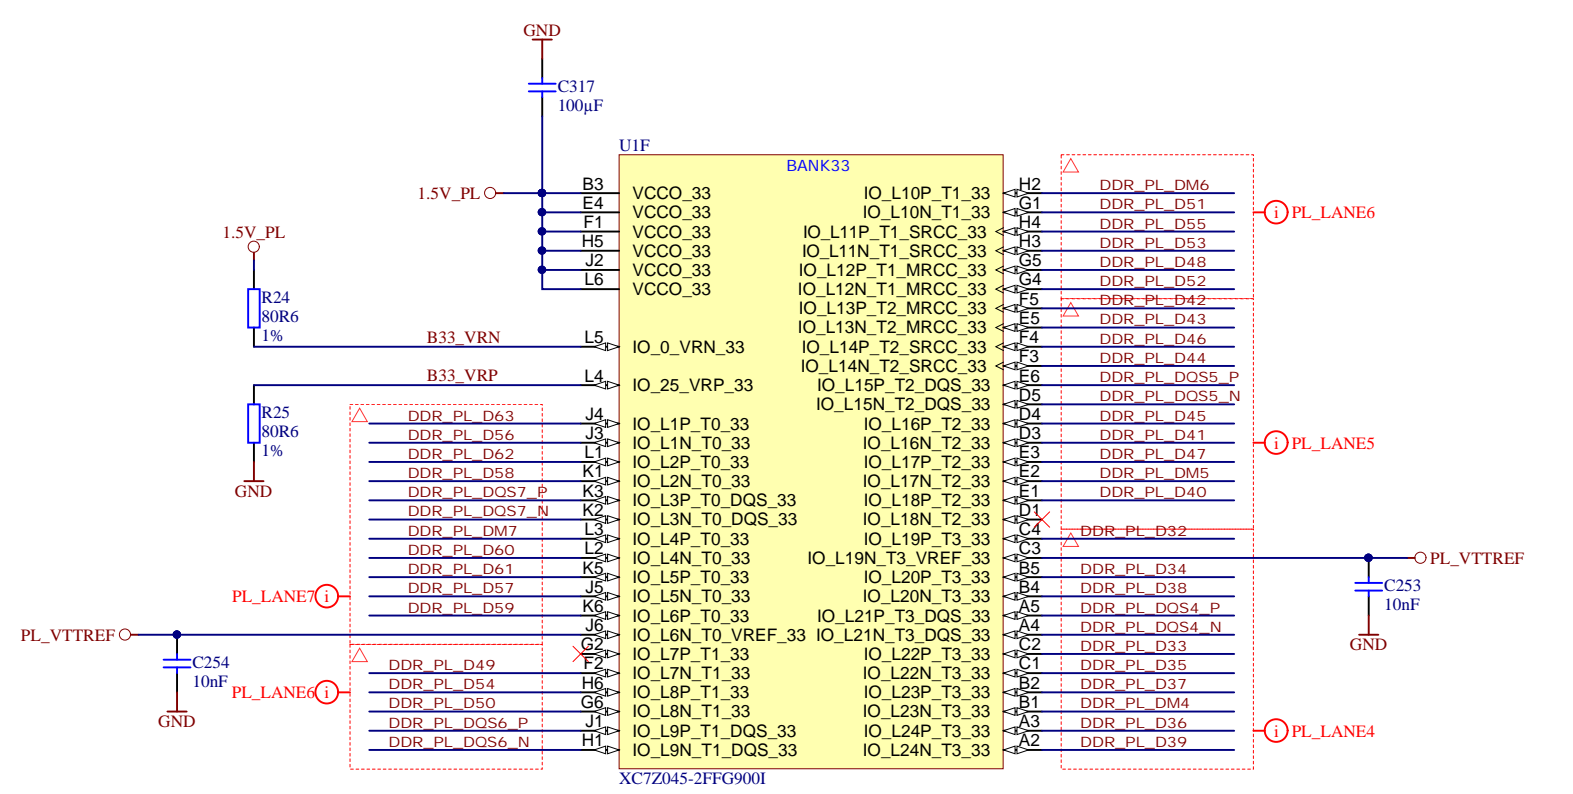 GND
C317
100µF
U1F
BANK33
1.5V_PL
B3 VCCO_33
E4 VCCO_33
F1 VCCO_33
H5 VCCO_33
J2 VCCO_33
L6 VCCO_33
1.5V_PL
R24
80R6
1%
B33_VRN L5 IO_0_VRN_33
B33_VRP L4 IO_25_VRP_33
R25
80R6
1%
GND
DDR_PL_D63 J4 IO_L1P_T0_33
DDR_PL_D56 J3 IO_L1N_T0_33
DDR_PL_D62 L1 IO_L2P_T0_33
DDR_PL_D58 K1 IO_L2N_T0_33
DDR_PL_DQS7_P K3 IO_L3P_T0_DQS_33
DDR_PL_DQS7_N K2 IO_L3N_T0_DQS_33
DDR_PL_DM7 L3 IO_L4P_T0_33
DDR_PL_D60 L2 IO_L4N_T0_33
DDR_PL_D61 K5 IO_L5P_T0_33
DDR_PL_D57 J5 IO_L5N_T0_33
PL_LANE7 i
DDR_PL_D59 K6 IO_L6P_T0_33
PL_VTTREF J6 IO_L6N_T0_VREF_33
C254
10nF
GND
G2 IO_L7P_T1_33
DDR_PL_D49 F2 IO_L7N_T1_33
DDR_PL_D54 H6 IO_L8P_T1_33
PL_LANE6 i
DDR_PL_D50 G6 IO_L8N_T1_33
DDR_PL_DQS6_P J1 IO_L9P_T1_DQS_33
DDR_PL_DQS6_N H1 IO_L9N_T1_DQS_33
IO_L10P_T1_33 H2 DDR_PL_DM6
IO_L10N_T1_33 G1 DDR_PL_D51
i PL_LANE6
IO_L11P_T1_SRCC_33 H4 DDR_PL_D55
IO_L11N_T1_SRCC_33 H3 DDR_PL_D53
IO_L12P_T1_MRCC_33 G5 DDR_PL_D48
IO_L12N_T1_MRCC_33 G4 DDR_PL_D52
IO_L13P_T2_MRCC_33 F5 DDR_PL_D42
IO_L13N_T2_MRCC_33 E5 DDR_PL_D43
IO_L14P_T2_SRCC_33 F4 DDR_PL_D46
IO_L14N_T2_SRCC_33 F3 DDR_PL_D44
IO_L15P_T2_DQS_33 E6 DDR_PL_DQS5_P
IO_L15N_T2_DQS_33 D5 DDR_PL_DQS5_N
IO_L16P_T2_33 D4 DDR_PL_D45
IO_L16N_T2_33 D3 DDR_PL_D41
i PL_LANE5
IO_L17P_T2_33 E3 DDR_PL_D47
IO_L17N_T2_33 E2 DDR_PL_DM5
IO_L18P_T2_33 E1 DDR_PL_D40
IO_L18N_T2_33 D1
IO_L19P_T3_33 C4 DDR_PL_D32
IO_L19N_T3_VREF_33 C3 PL_VTTREF
C253
10nF
GND
IO_L20P_T3_33 B5 DDR_PL_D34
IO_L20N_T3_33 B4 DDR_PL_D38
IO_L21P_T3_DQS_33 A5 DDR_PL_DQS4_P
IO_L21N_T3_DQS_33 A4 DDR_PL_DQS4_N
IO_L22P_T3_33 C2 DDR_PL_D33
IO_L22N_T3_33 C1 DDR_PL_D35
IO_L23P_T3_33 B2 DDR_PL_D37
IO_L23N_T3_33 B1 DDR_PL_DM4
IO_L24P_T3_33 A3 DDR_PL_D36
i PL_LANE4
IO_L24N_T3_33 A2 DDR_PL_D39
XC7Z045-2FFG900I